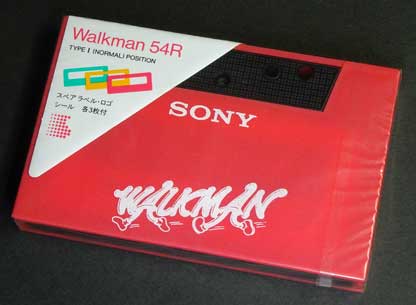 Walkman 54R
TYPE I (NORMAL) POSITION
スペアラベル・ロゴ
シール 各3枚付
SONY
WALKMAN